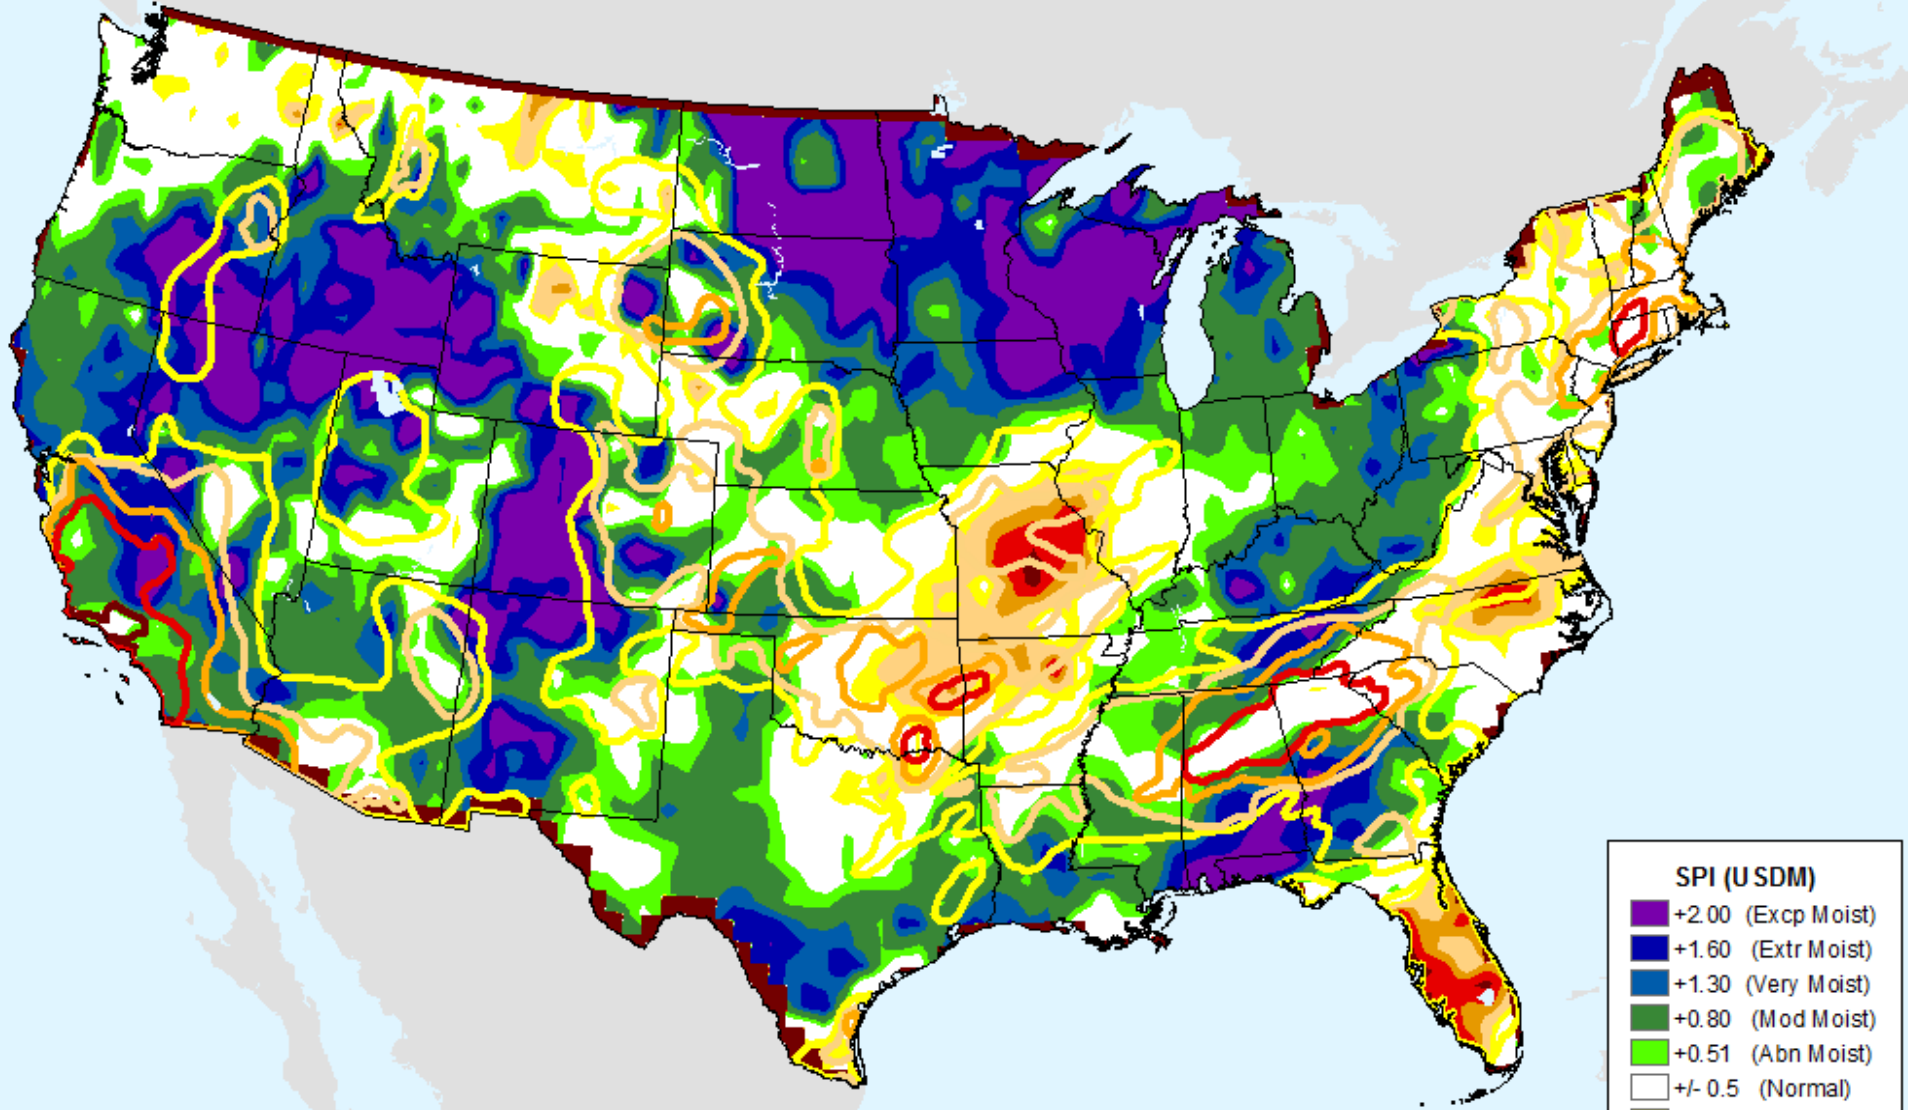 SPI (USDM)
+2.00 (Excp Moist)
+1.60 (Extr Moist)
+1.30 (Very Moist)
+0.80 (Mod Moist)
+0.51 (Abn Moist)
+/- 0.5 (Normal)